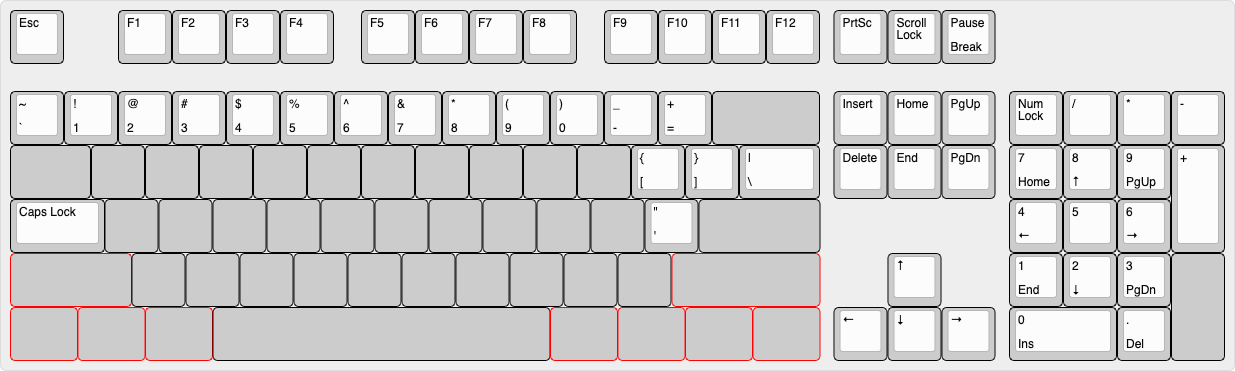 Esc F1 F2 F3 F4 F5 F6 F7 F8 F9 F10 F11 F12 PrtSc Scroll Pause
Lock
Break
~ ! @ # $ % ^ & * ( ) _ + Insert Home PgUp Num / * -
Lock
` 1 2 3 4 5 6 7 8 9 0 - =
{ } | Delete End PgDn 7 8 9 +
[ ] \ Home ↑ PgUp
Caps Lock " 4 5 6
' ← →
↑ 1 2 3
End ↓ PgDn
← ↓ → 0 .
Ins Del